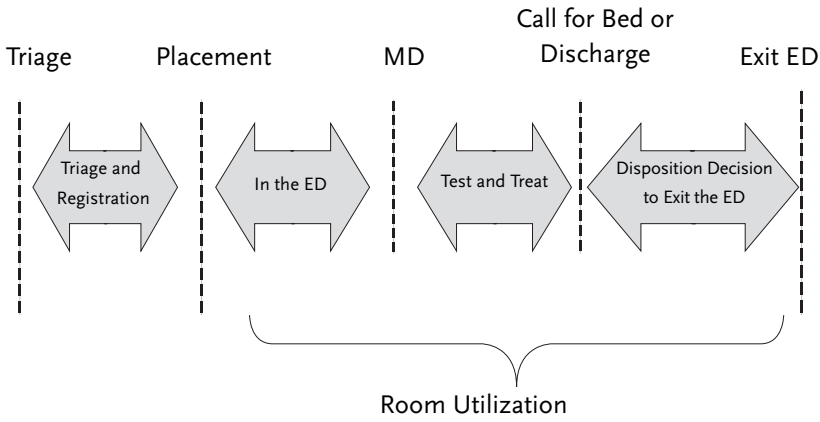 Call for Bed or
Discharge
Triage
Placement
MD
Exit ED
Triage and
Registration
In the ED
Test and Treat
Disposition Decision
to Exit the ED
Room Utilization